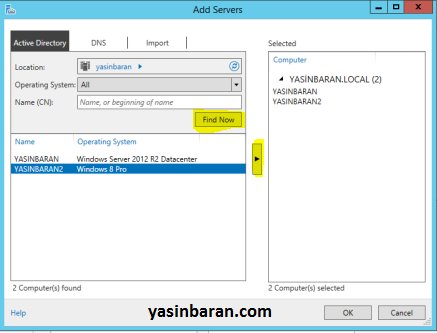 Add Servers
Active Directory
DNS
Import
Location:
yasinbaran
Operating System:
All
Name (CN):
Name, or beginning of name
Find Now
Name
Operating System
YASINBARAN
Windows Server 2012 R2 Datacenter
YASINBARAN2
Windows 8 Pro
2 Computer(s) found
Selected
Computer
YASİNBARAN.LOCAL (2)
YASINBARAN
YASINBARAN2
2 Computer(s) selected
Help
yasinbaran.com
OK
Cancel